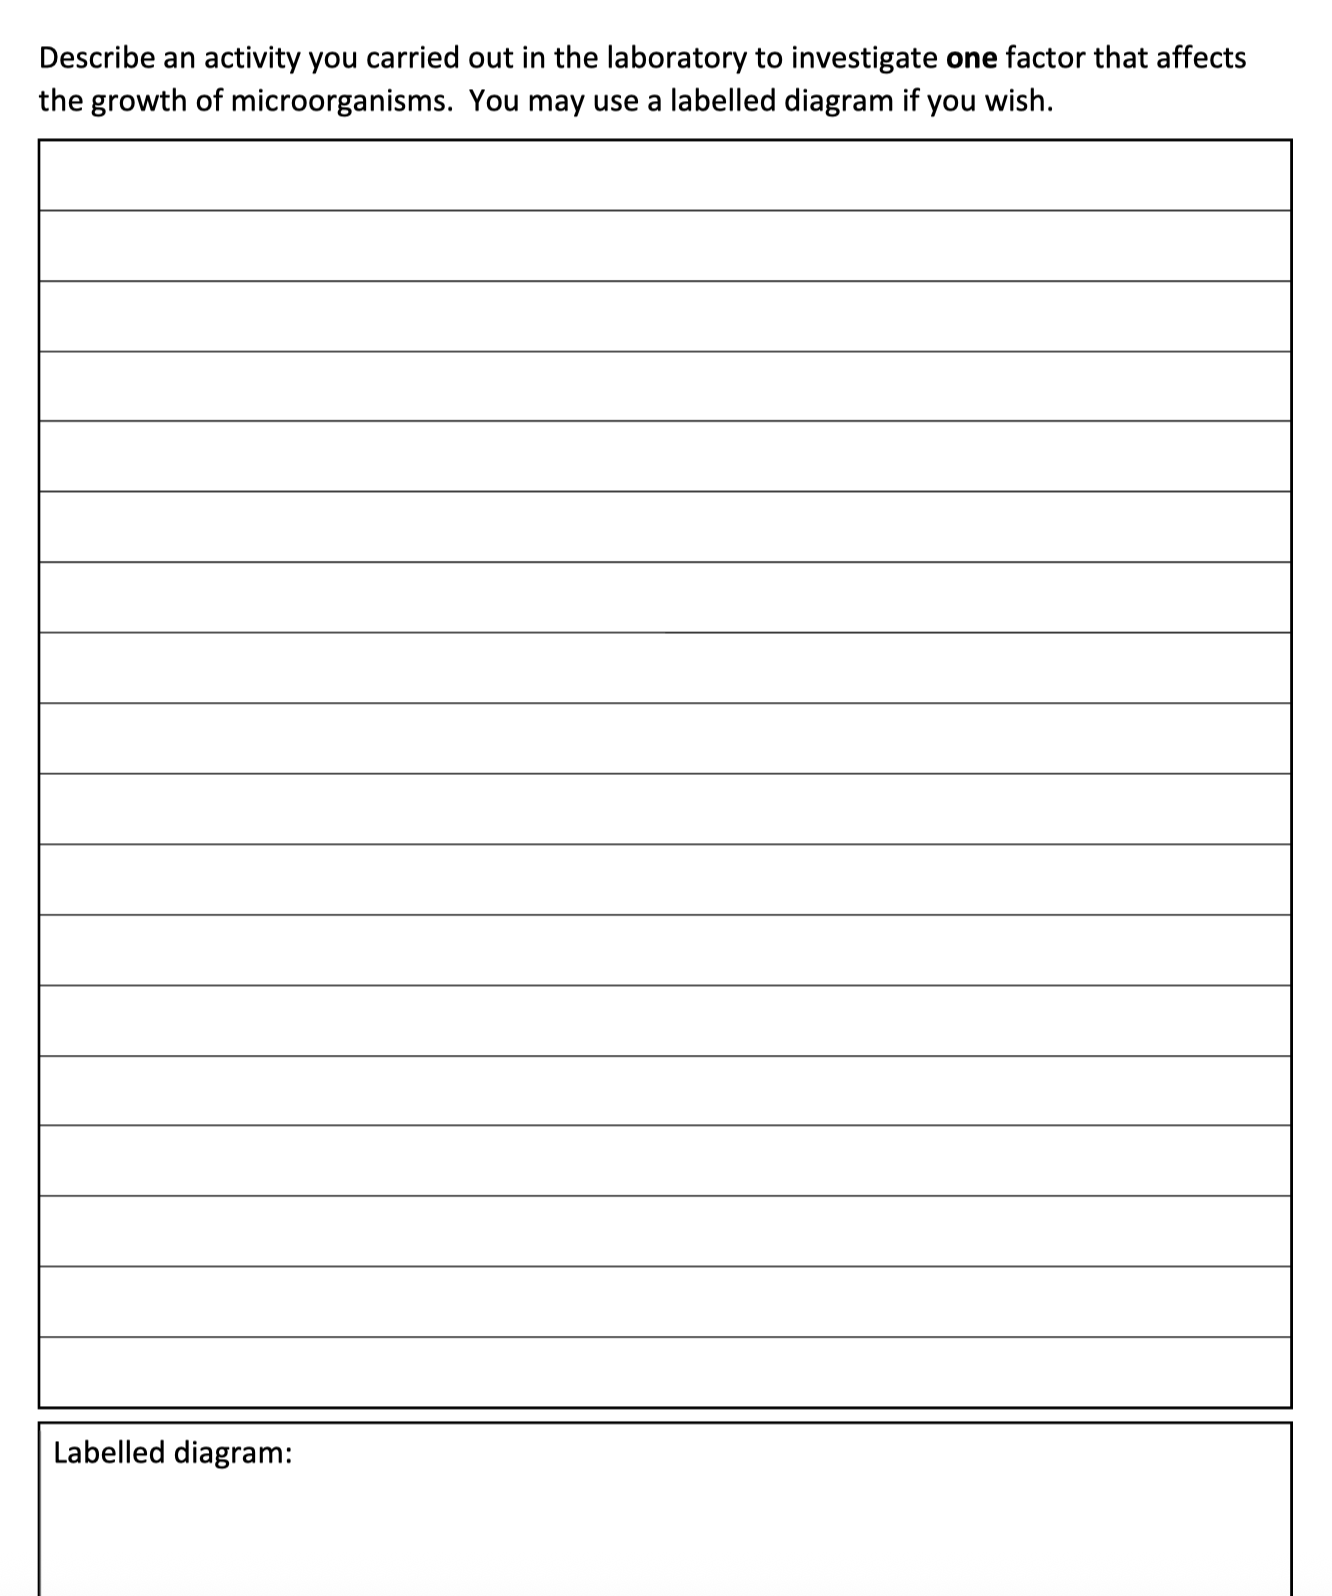 Describe an activity you carried out in the laboratory to investigate one factor that affects
the growth of microorganisms.  You may use a labelled diagram if you wish.
Labelled diagram: